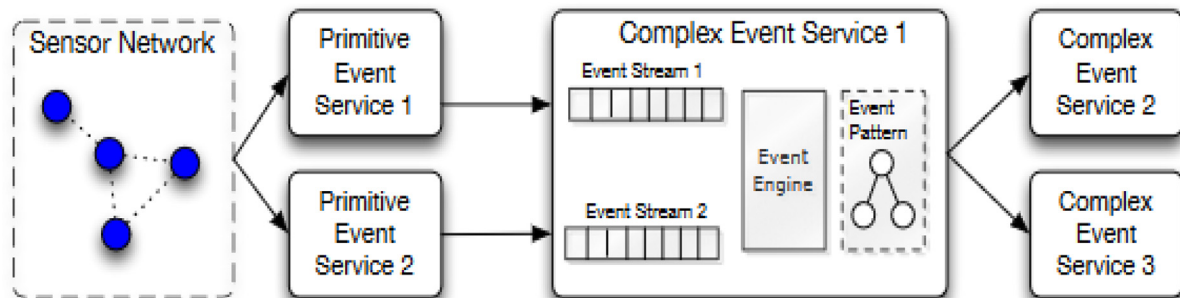 Sensor Network
Primitive
Event
Service 1
Primitive
Event
Service 2
Complex Event Service 1
Event Stream 1
Event Stream 2
Event
Engine
Event
Pattern
Complex
Event
Service 2
Complex
Event
Service 3